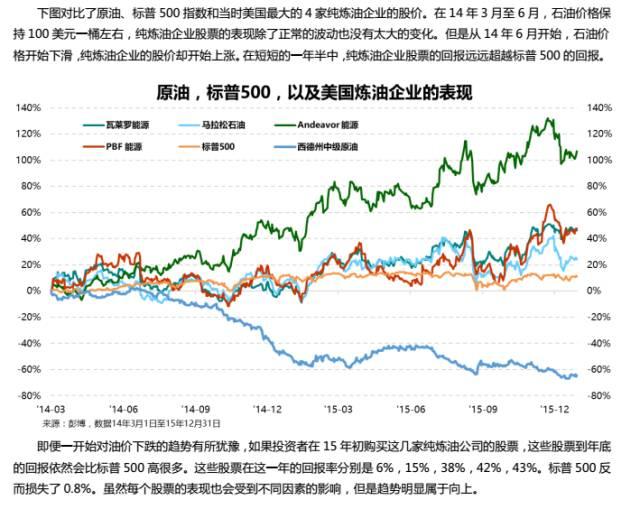 下图对比了原油、标普 500 指数和当时美国最大的 4 家纯炼油企业的股价。在 14 年 3 月至 6 月，石油价格保
持 100 美元一桶左右，纯炼油企业股票的表现除了正常的波动也没有太大的变化。但是从 14 年 6 月开始，石油价
格开始下滑，纯炼油企业的股价却开始上涨。在短短的一年半中，纯炼油企业股票的回报远远超越标普 500 的回报。
原油，标普500，以及美国炼油企业的表现
140% 140%
瓦莱罗能源 马拉松石油 Andeavor 能源
120% 120%
PBF 能源 标普500 西德州中级原油
100% 100%
80% 80%
60% 60%
40% 40%
20% 20%
0% 0%
-20% -20%
-40% -40%
-60% -60%
-80% -80%
'14-03 '14-06 '14-09 '14-12 '15-03 '15-06 '15-09 '15-12
来源：彭博，数据14年3月1日至15年12月31日
即便一开始对油价下跌的趋势有所犹豫，如果投资者在 15 年初购买这几家纯炼油公司的股票，这些股票到年底
的回报依然会比标普 500 高很多。这些股票在这一年的回报率分别是 6%，15%，38%，42%，43%。标普 500 反
而损失了 0.8%。虽然每个股票的表现也会受到不同因素的影响，但是趋势明显属于向上。